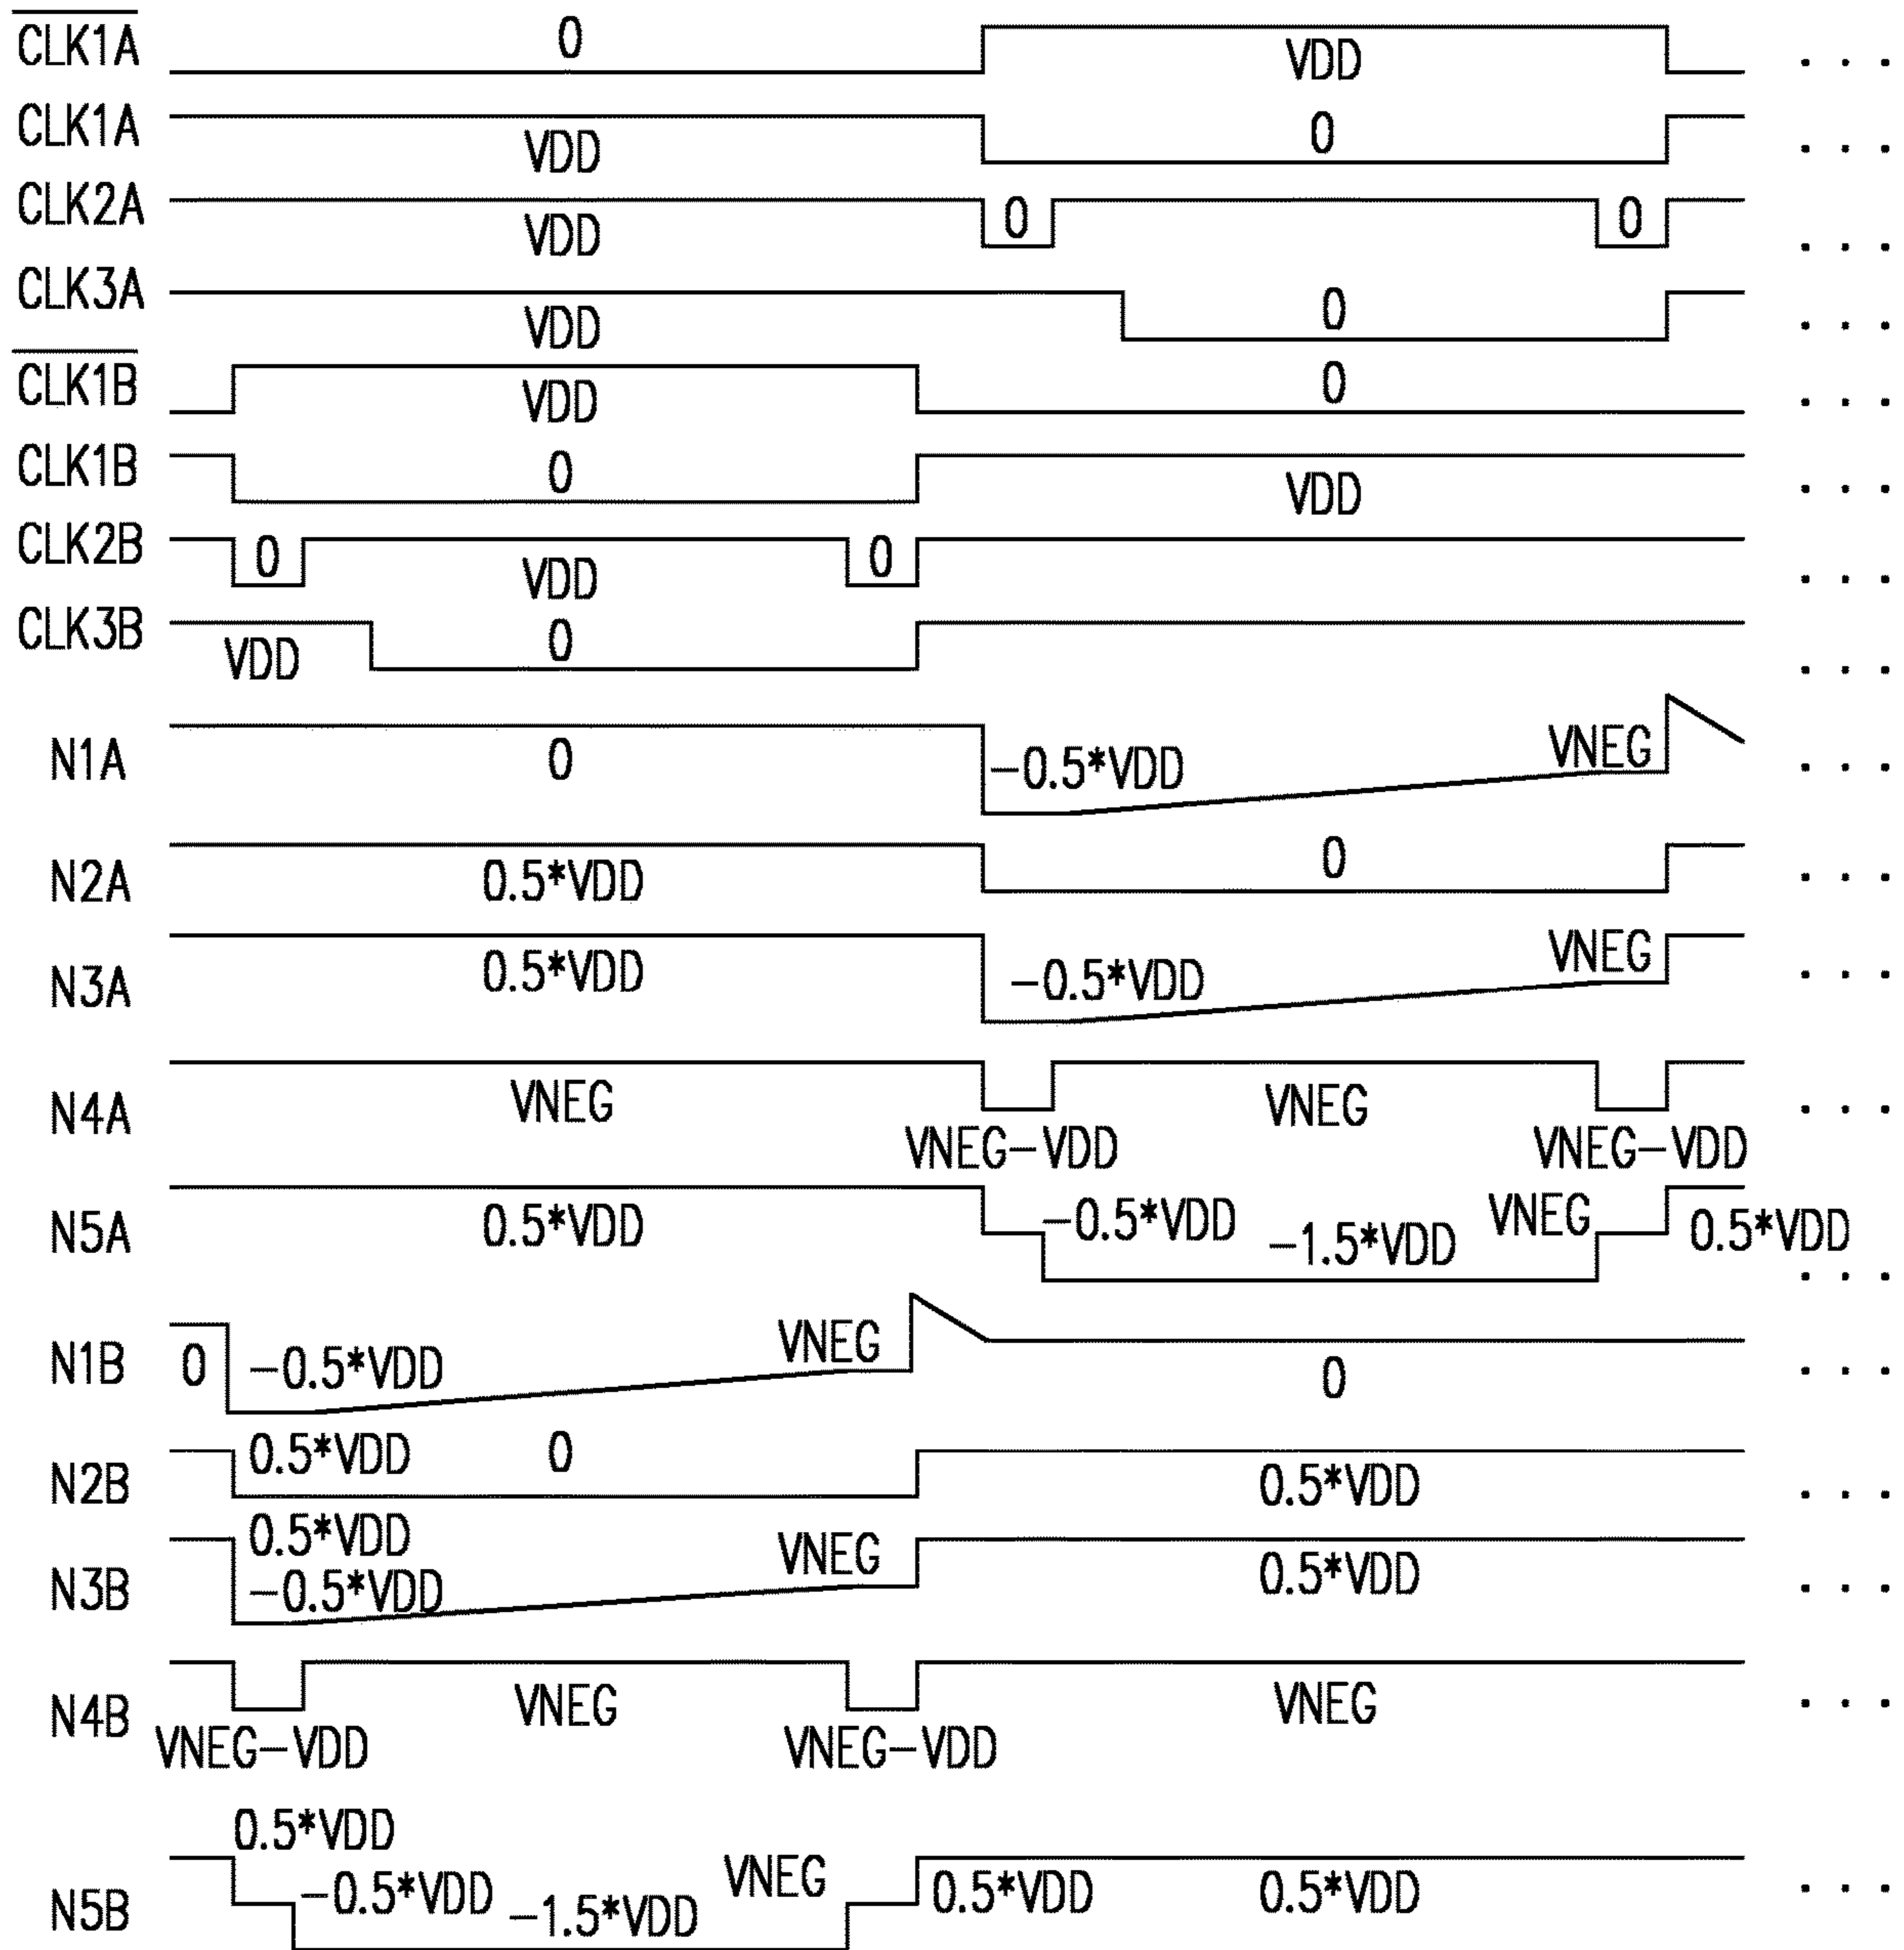 CLK1A 0 VDD . . .
CLK1A VDD 0 . . .
CLK2A VDD 0 0 . . .
CLK3A VDD 0 . . .
CLK1B VDD 0 . . .
CLK1B 0 VDD . . .
CLK2B 0 VDD 0 . . .
CLK3B VDD 0 . . .
N1A 0 -0.5*VDD VNEG . . .
N2A 0.5*VDD 0 . . .
N3A 0.5*VDD -0.5*VDD VNEG . . .
N4A VNEG VNEG . . .
VNEG-VDD VNEG-VDD
N5A 0.5*VDD -0.5*VDD -1.5*VDD VNEG 0.5*VDD . . .
N1B 0 -0.5*VDD VNEG 0 . . .
N2B 0.5*VDD 0 0.5*VDD . . .
0.5*VDD
N3B -0.5*VDD VNEG 0.5*VDD . . .
N4B VNEG VNEG . . .
VNEG-VDD VNEG-VDD
0.5*VDD
N5B -0.5*VDD -1.5*VDD VNEG 0.5*VDD 0.5*VDD . . .